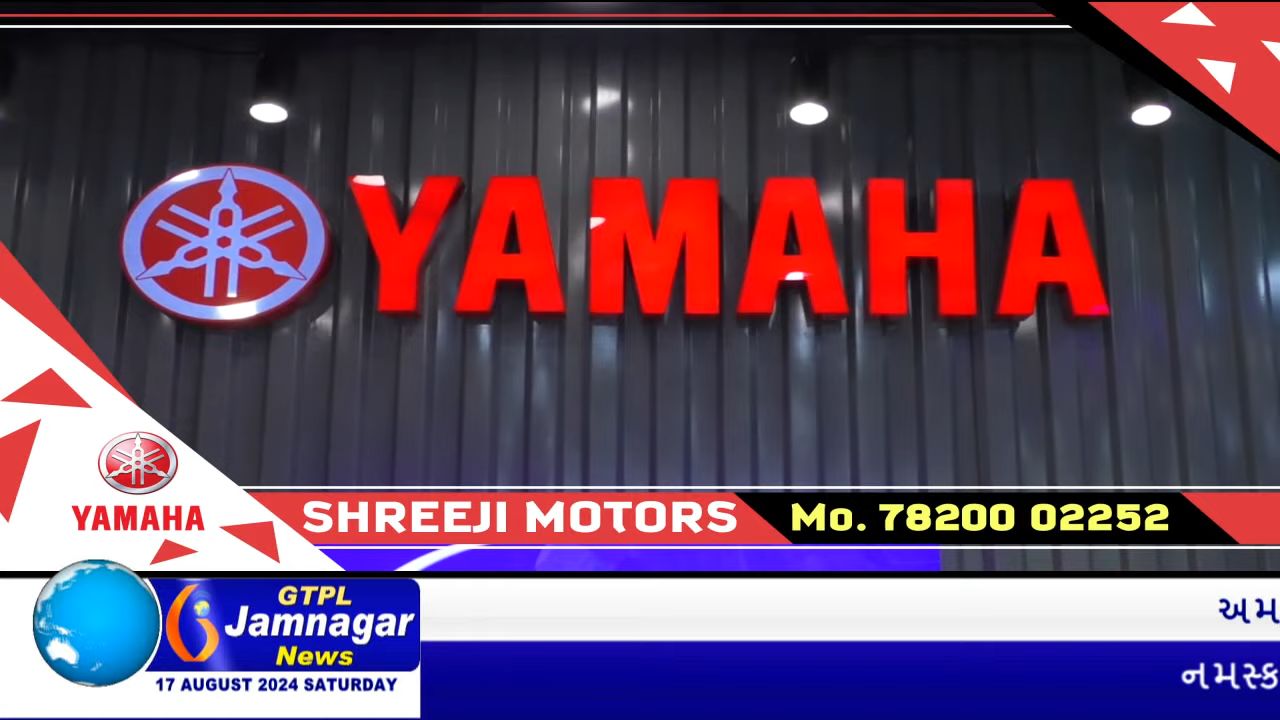 YAMAHA
YAMAHA
SHREEJI MOTORS
Mo. 78200 02252
GTPL
Jamnagar
News
17 AUGUST 2024 SATURDAY
અમ
નમસ્ક